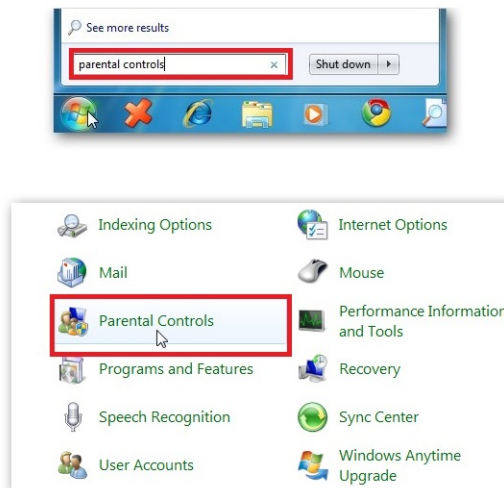 See more results
parental controls
Shut down
Indexing Options
Internet Options
Mail
Mouse
Parental Controls
Performance Information
and Tools
Programs and Features
Recovery
Speech Recognition
Sync Center
User Accounts
Windows Anytime
Upgrade